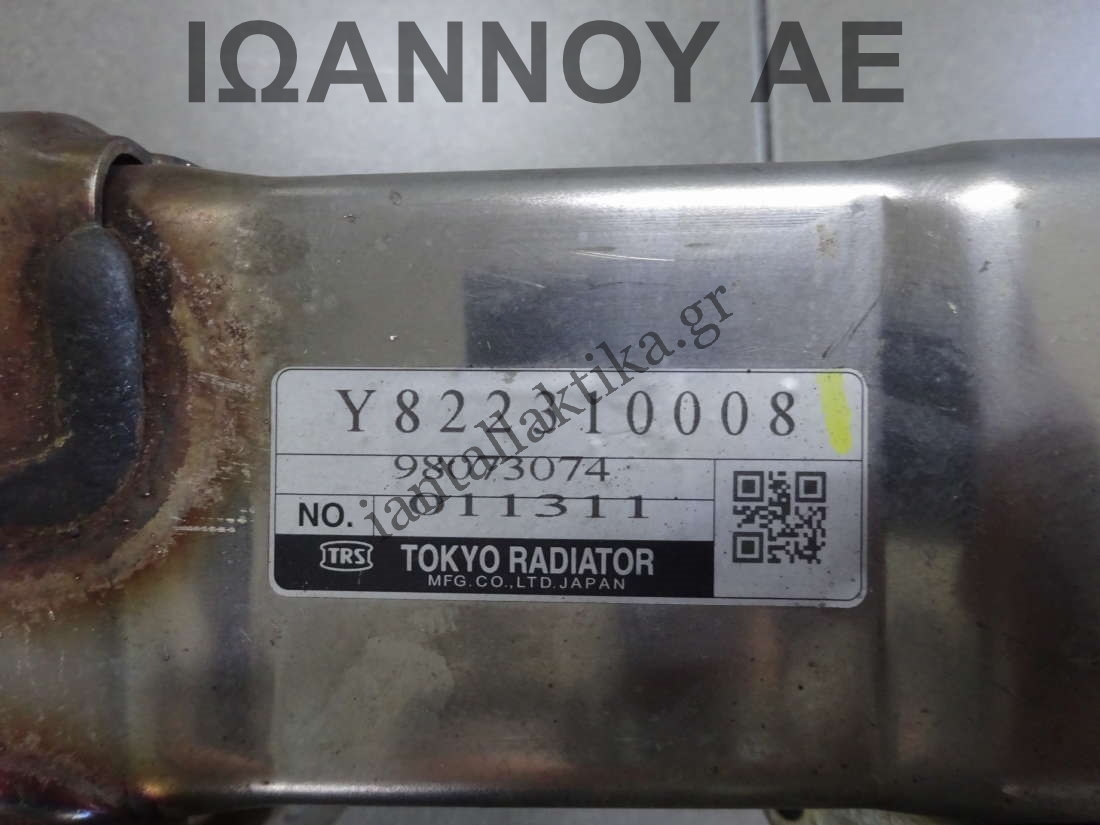 ΙΩΑΝΝΟΥ ΑΕ
Y822310008
98073074
NO. 011311
TRS TOKYO RADIATOR
MFG.CO.,LTD.JAPAN
iantallaktika.gr